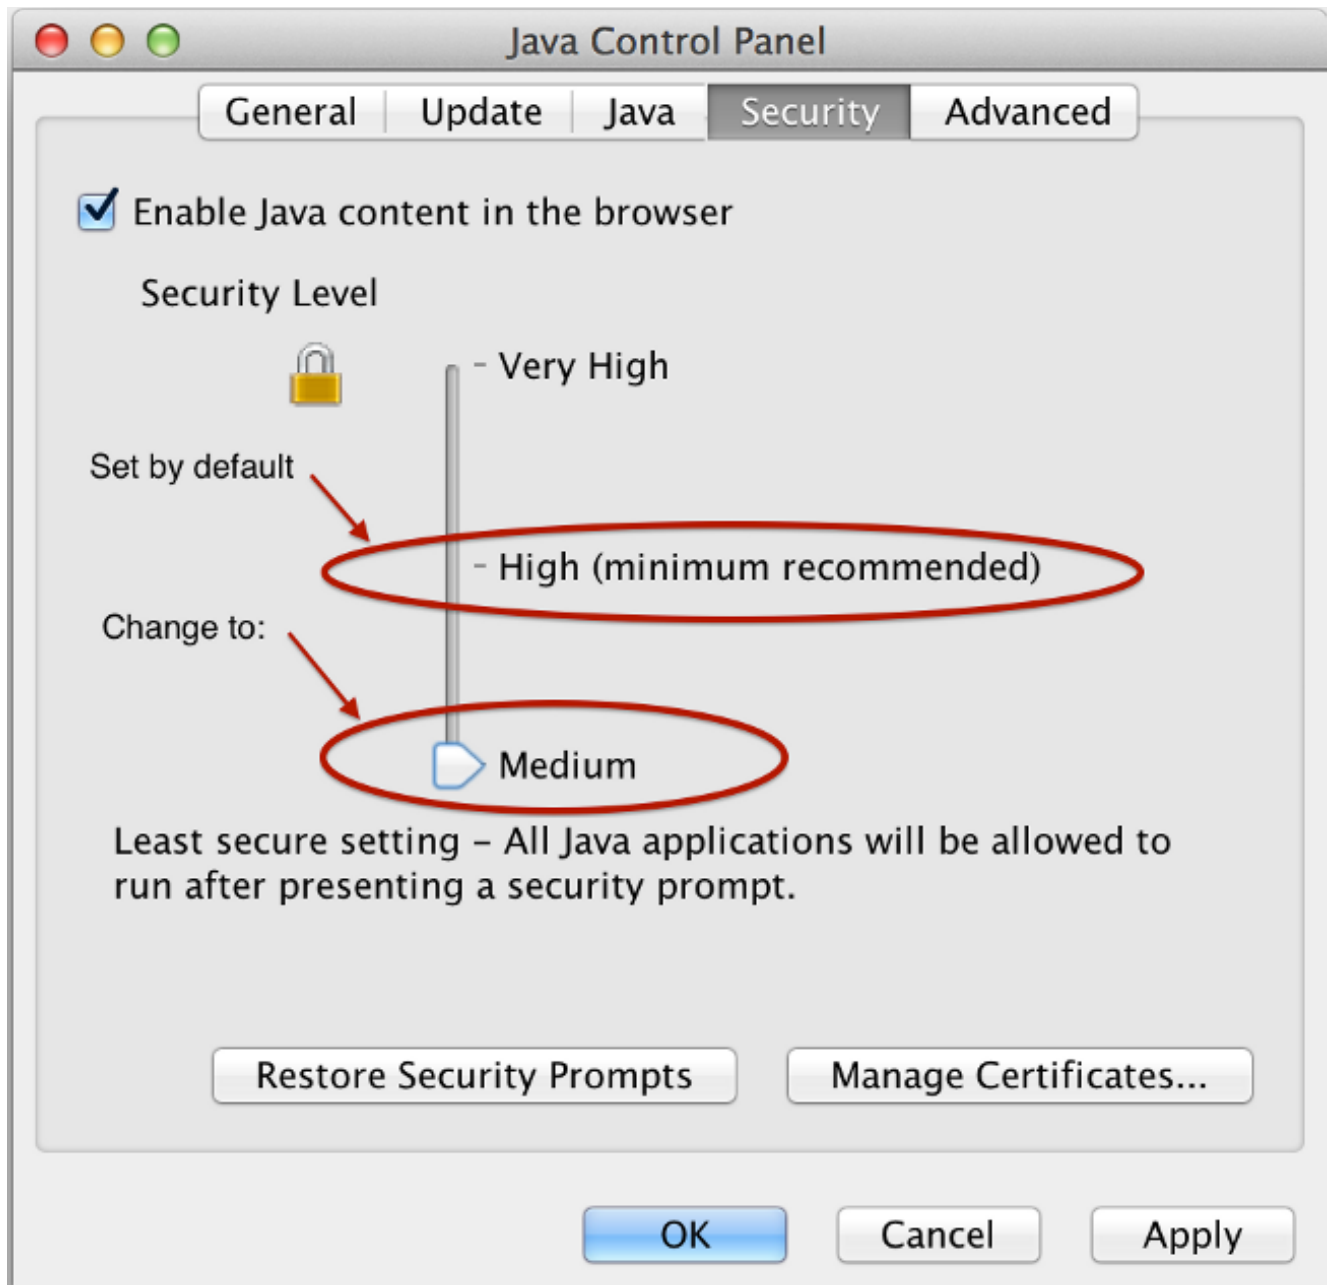 Java Control Panel
General Update Java Security Advanced
Enable Java content in the browser
Security Level
- Very High
Set by default
- High (minimum recommended)
Change to:
Medium
Least secure setting – All Java applications will be allowed to
run after presenting a security prompt.
Restore Security Prompts Manage Certificates...
OK Cancel Apply